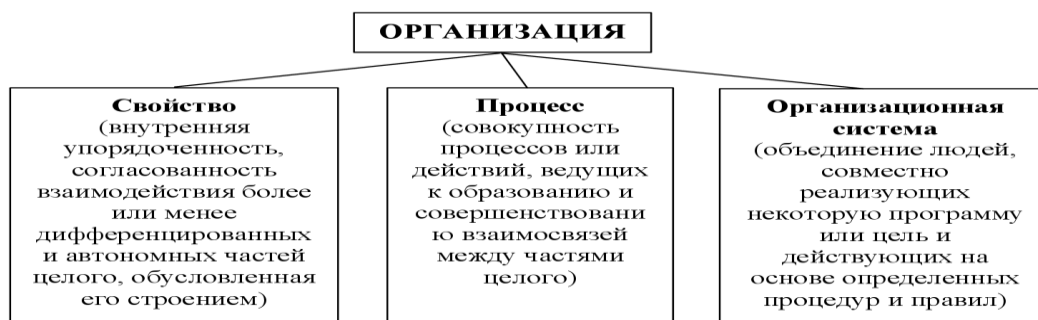 ОРГАНИЗАЦИЯ
Свойство
(внутренняя
упорядоченность,
согласованность
взаимодействия более
или менее
дифференцированных
и автономных частей
целого, обусловленная
его строением)
Процесс
(совокупность
процессов или
действий, ведущих
к образованию и
совершенствовани
ю взаимосвязей
между частями
целого)
Организационная
система
(объединение людей,
совместно
реализующих
некоторую программу
или цель и
действующих на
основе определенных
процедур и правил)